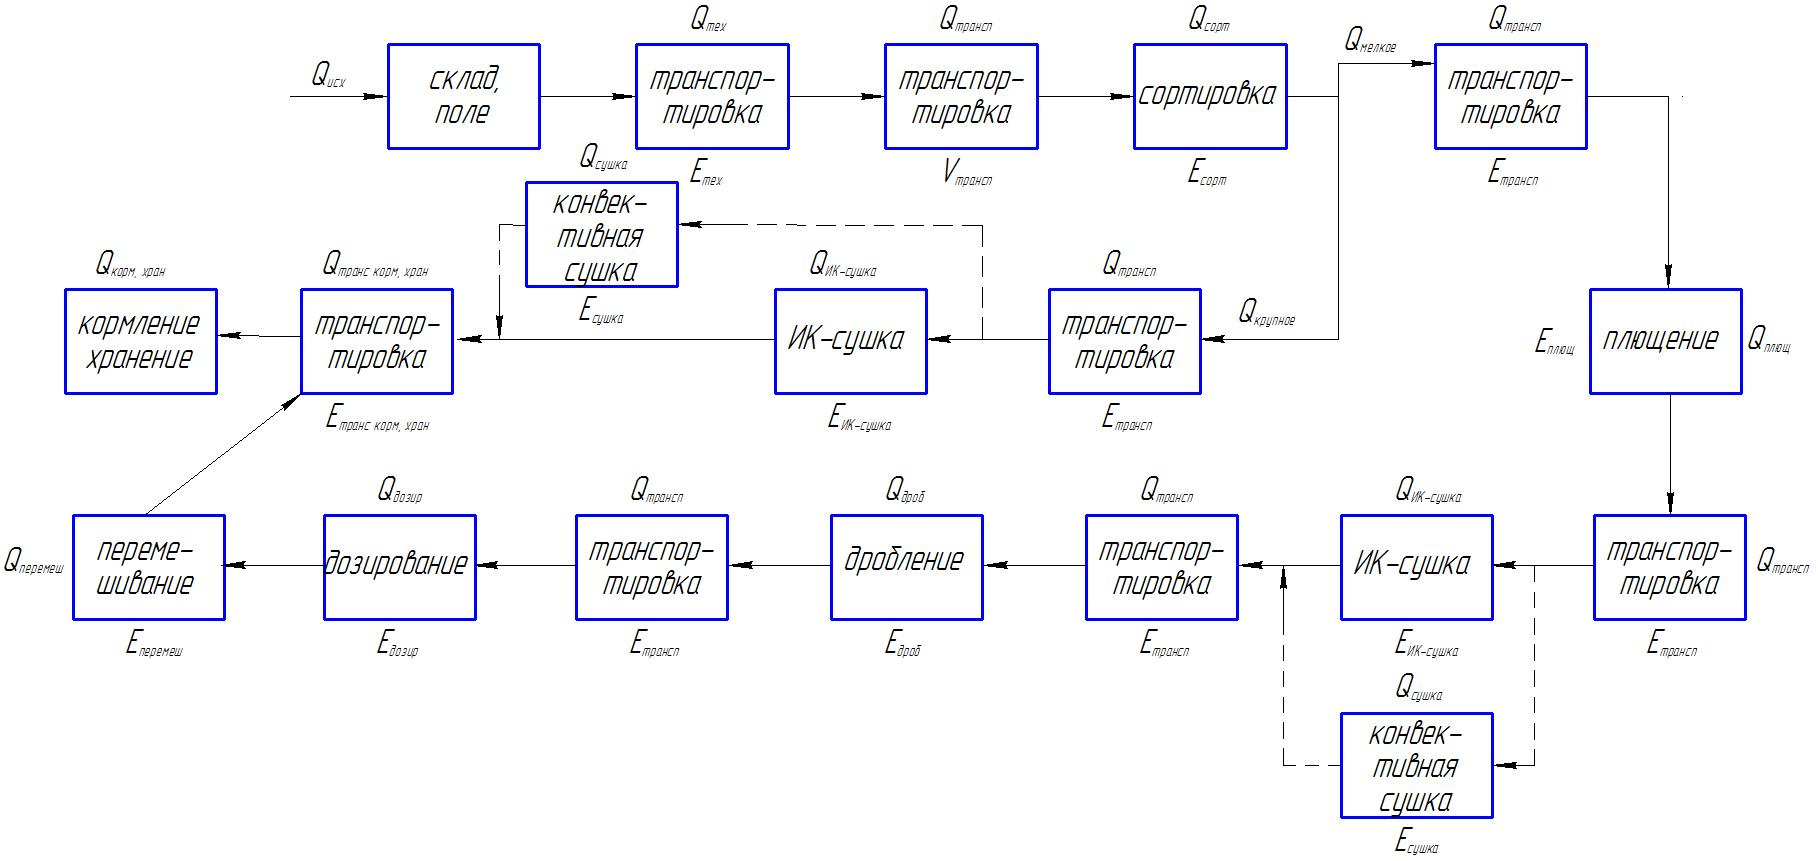 Qтех
Qтрансп
Qсорт
Qтрансп
Qисх
Qмелкое
склад,
поле
транспор-
тировка
транспор-
тировка
сортировка
транспор-
тировка
Eтех
Vтрансп
Eсорт
Eтрансп
Qсушка
конвек-
тивная
сушка
Eсушка
Qкорм, хран
Qтранс корм, хран
QИК-сушка
Qтрансп
Qкрупное
кормление
хранение
транспор-
тировка
ИК-сушка
транспор-
тировка
Eплющ
плющение
Qплющ
Eтранс корм, хран
EИК-сушка
Eтрансп
Qдозир
Qтрансп
Qдроб
Qтрансп
QИК-сушка
Qперемеш
переме-
шивание
дозирование
транспор-
тировка
дробление
транспор-
тировка
ИК-сушка
транспор-
тировка
Qтрансп
Eперемеш
Eдозир
Eтрансп
Eдроб
Eтрансп
EИК-сушка
Eтрансп
Qсушка
конвек-
тивная
сушка
Eсушка